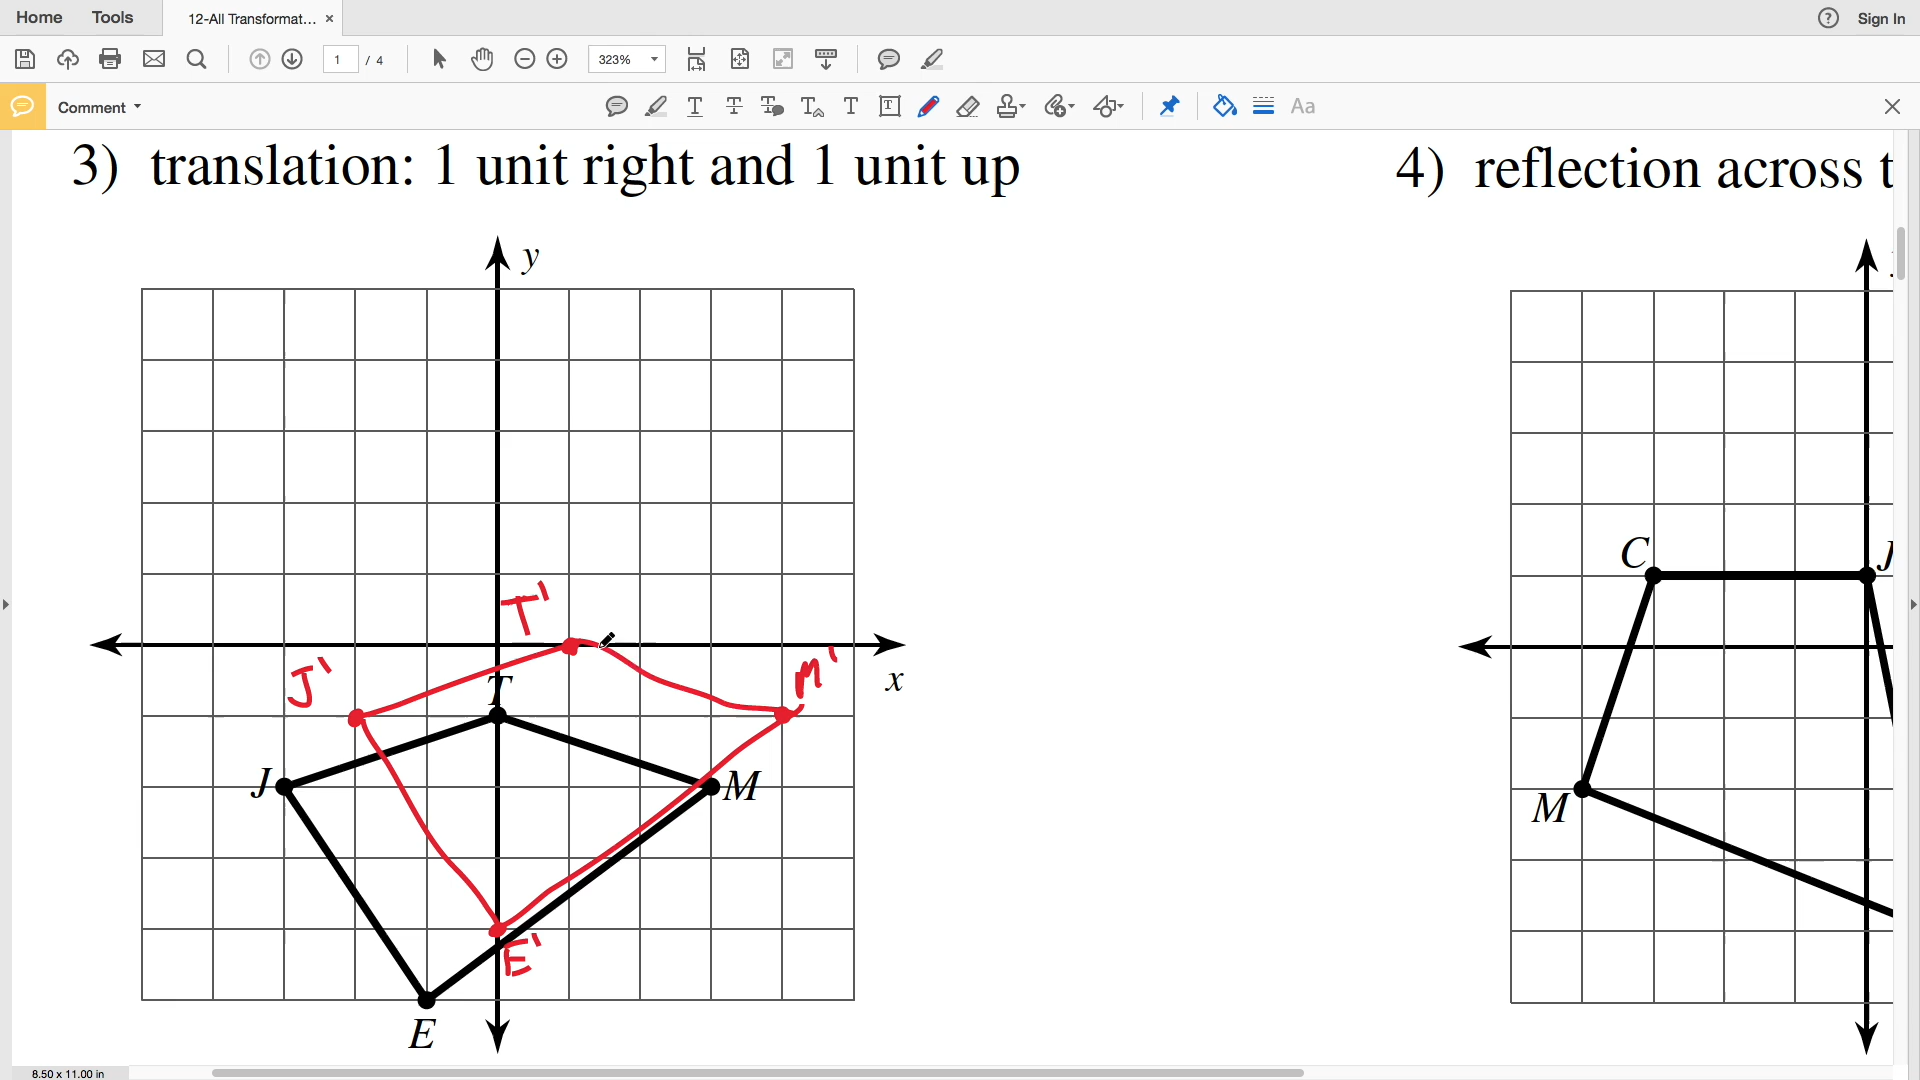 Home Tools 12-All Transformat... × ? Sign In
1 / 4 323%
Comment T T T T T T Aa
3) translation: 1 unit right and 1 unit up
4) reflection across t
y
C
J
T'
x
J'
M'
T
J
M
M
E'
E
8.50 x 11.00 in